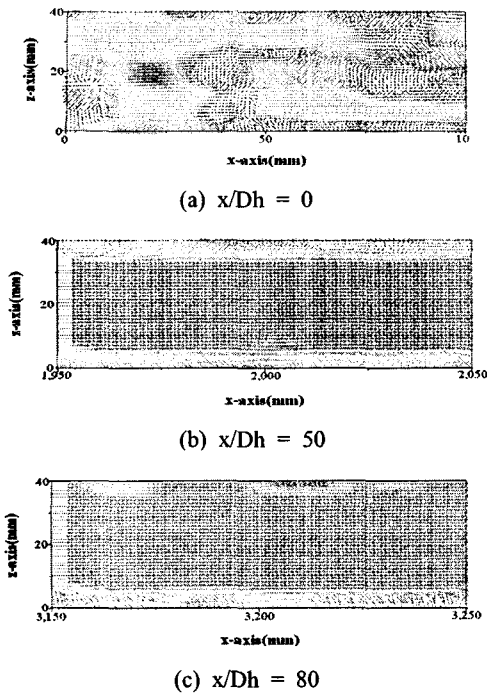 40
20
0
z-axis(mm)
50
10
x-axis(mm)
(a) x/Dh = 0
40
20
0
z-axis(mm)
1,950
2,000
2,050
x-axis(mm)
(b) x/Dh = 50
40
20
0
z-axis(mm)
3,150
3,200
3,250
x-axis(mm)
(c) x/Dh = 80